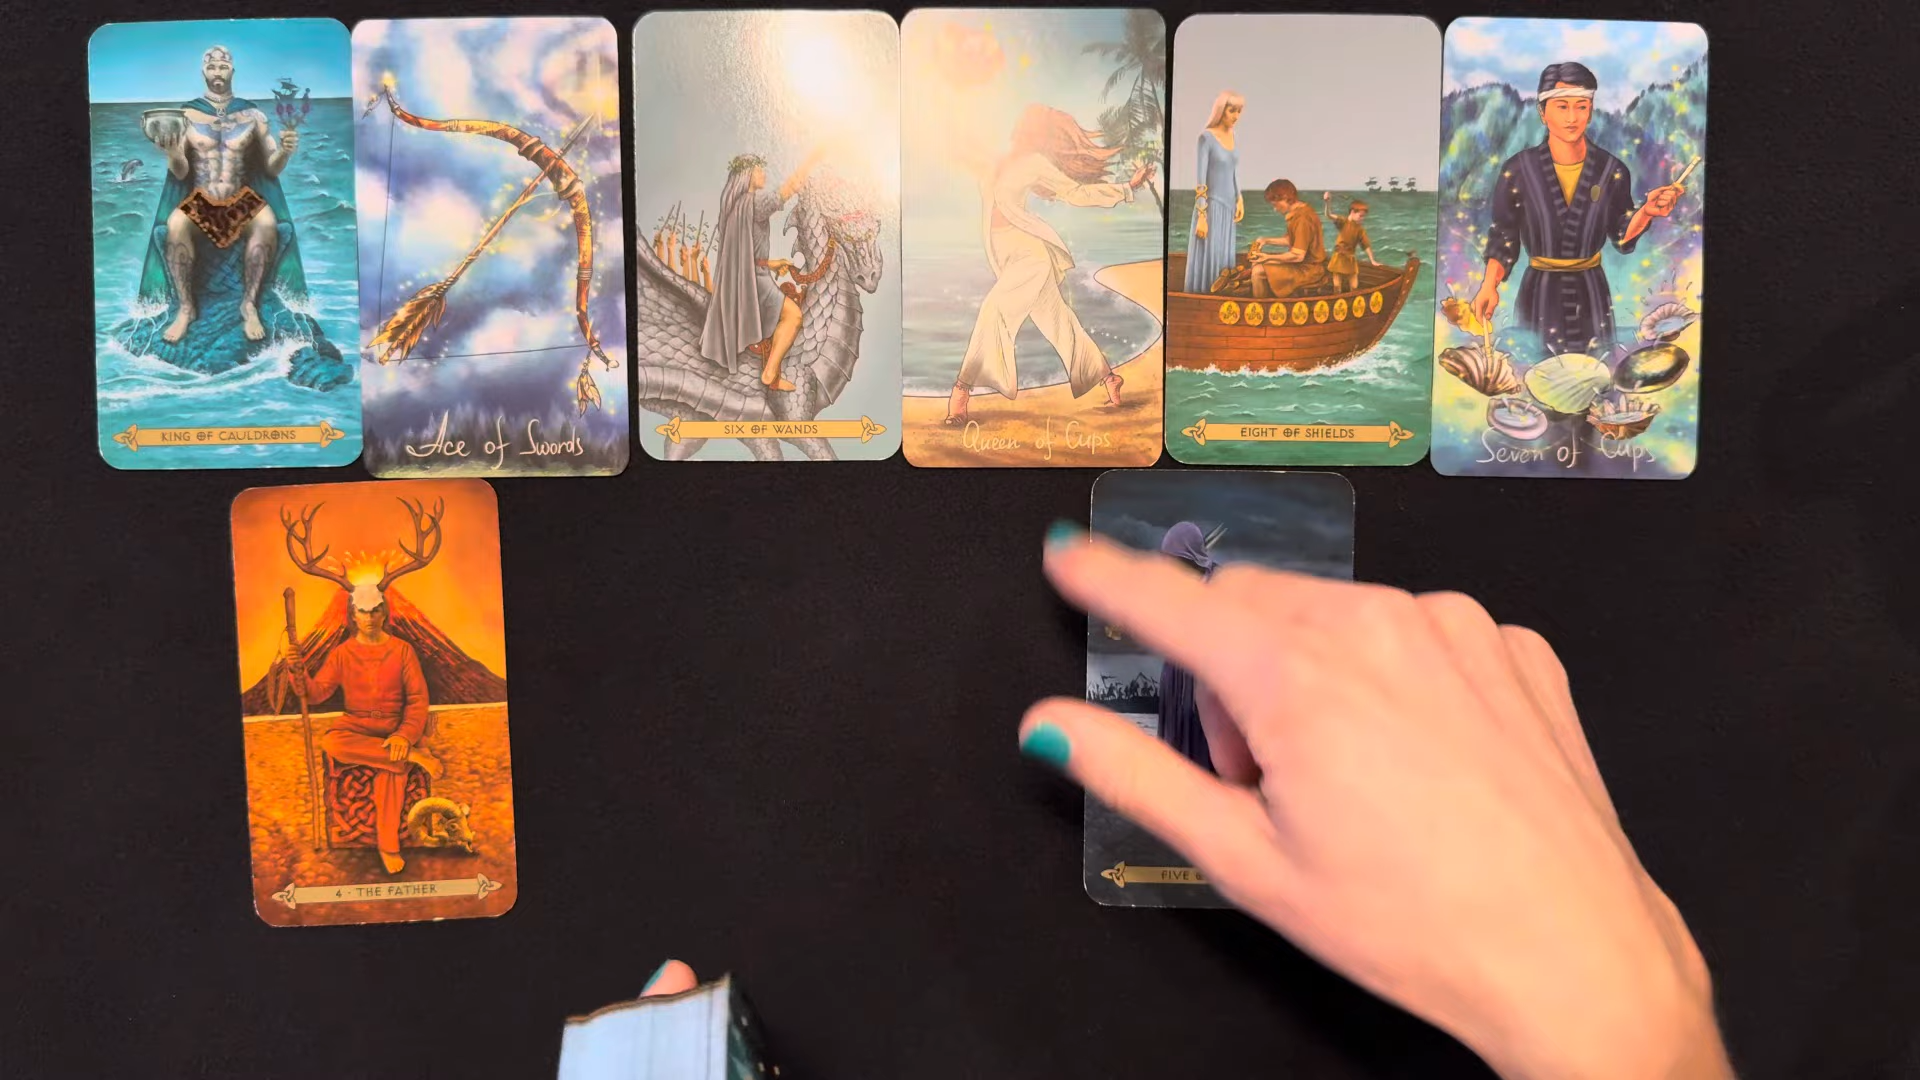 KING OF CAULDRONS
Ace of Swords
SIX OF WANDS
Queen of Cups
EIGHT OF SHIELDS
Seven of Cups
4 · THE FATHER
FIVE